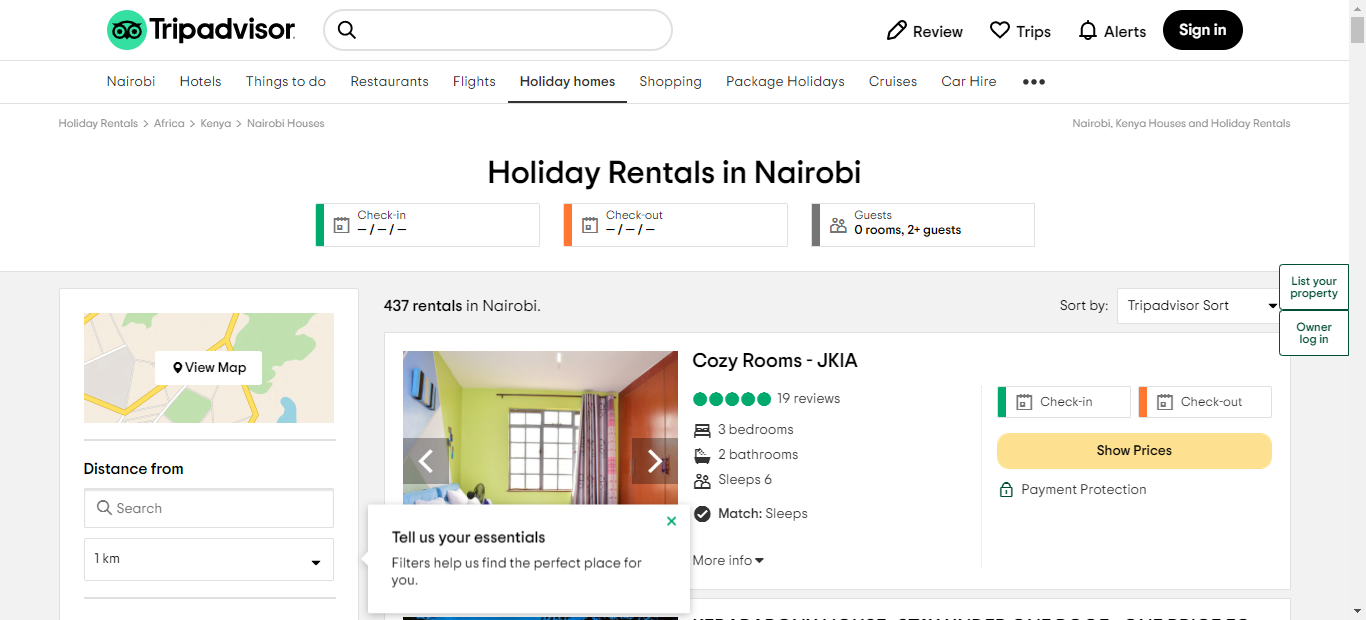 Tripadvisor
Review
Trips
Alerts
Sign in
Nairobi
Hotels
Things to do
Restaurants
Flights
Holiday homes
Shopping
Package Holidays
Cruises
Car Hire
Holiday Rentals > Africa > Kenya > Nairobi Houses
Nairobi, Kenya Houses and Holiday Rentals
Holiday Rentals in Nairobi
Check-in
– / – / –
Check-out
– / – / –
Guests
0 rooms, 2+ guests
List your
property
Owner
log in
View Map
Distance from
Search
1 km
437 rentals in Nairobi.
Sort by:
Tripadvisor Sort
Cozy Rooms - JKIA
19 reviews
3 bedrooms
2 bathrooms
Sleeps 6
Match: Sleeps
More info
Check-in
Check-out
Show Prices
Payment Protection
Tell us your essentials
Filters help us find the perfect place for
you.